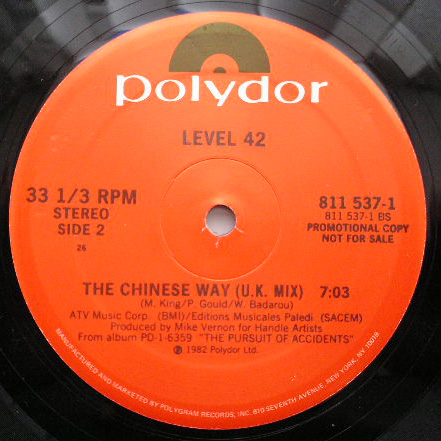 polydor
LEVEL 42
33 1/3 RPM
STEREO
SIDE 2
26
811 537-1
811 537-1 BS
PROMOTIONAL COPY
NOT FOR SALE
THE CHINESE WAY (U.K. MIX) 7:03
(M. King/P. Gould/W. Badarou)
ATV Music Corp. (BMI)/Editions Musicales Paledi (SACEM)
Produced by Mike Vernon for Handle Artists
From album PD-1-6359 "THE PURSUIT OF ACCIDENTS"
℗ 1982 Polydor Ltd.
MANUFACTURED AND MARKETED BY POLYGRAM RECORDS, INC. 810 SEVENTH AVENUE, NEW YORK, NY 10019